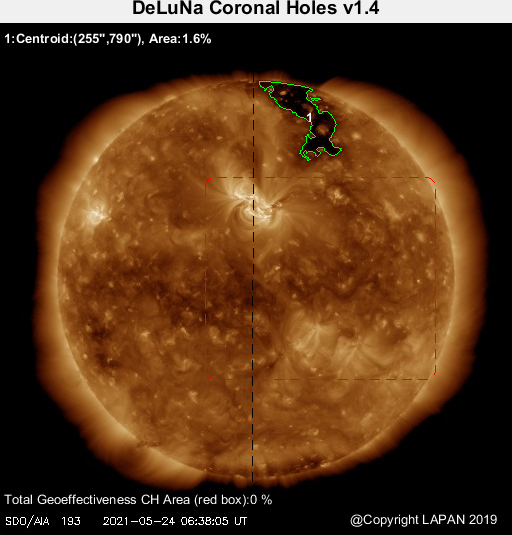 DeLuNa Coronal Holes v1.4
1:Centroid:(255",790"), Area:1.6%
1
Total Geoeffectiveness CH Area (red box):0 %
SDO/AIA 193 2021-05-24 06:38:05 UT
@Copyright LAPAN 2019